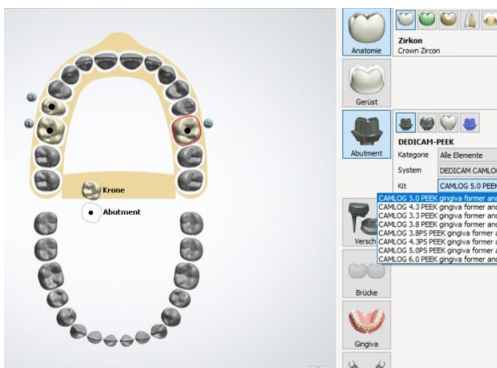 Krone
Abutment
Anatomie
Zirkon
Crown Zircon
Gerüst
Abutment
DEDICAM-PEEK
Kategorie Alle Elemente
System DEDICAM CAMLO
Kit CAMLOG 5.0 PEEK
CAMLOG 5.0 PEEK gingiva former and
CAMLOG 4.3 PEEK gingiva former a
CAMLOG 3.3 PEEK gingiva former a
CAMLOG 3.8 PEEK gingiva former a
CAMLOG 3.8PS PEEK gingiva former
CAMLOG 4.3PS PEEK gingiva former
CAMLOG 5.0PS PEEK gingiva former
CAMLOG 6.0 PEEK gingiva former and
Versch
Brücke
Gingiva